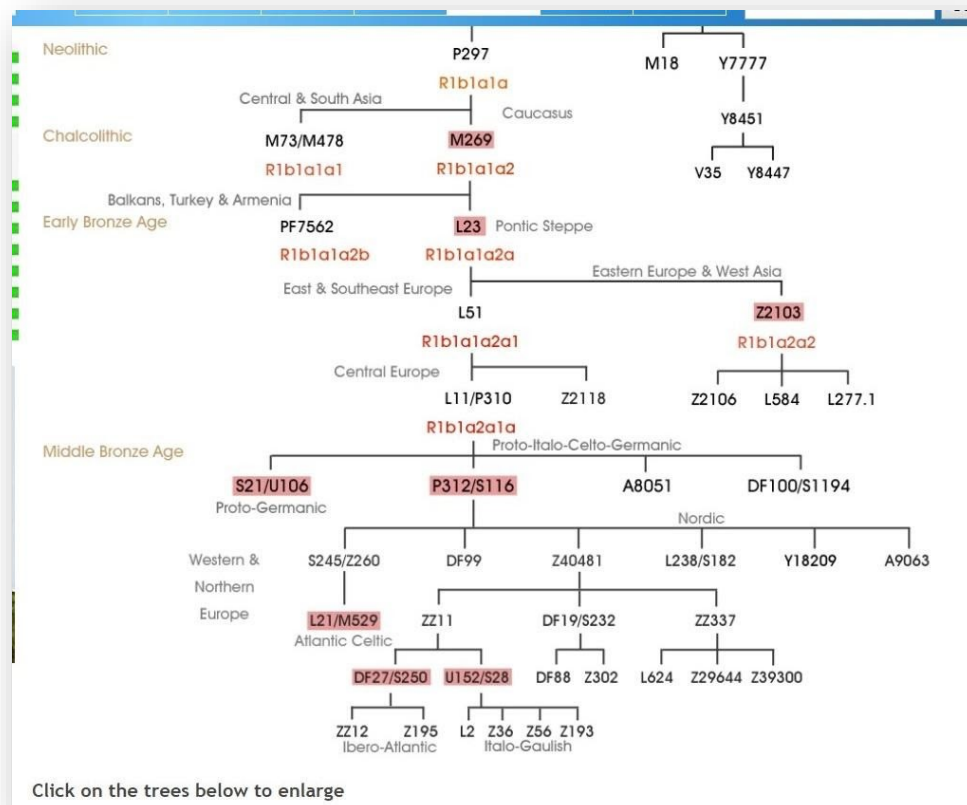 Neolithic
P297
M18 Y7777
R1b1a1a
Central & South Asia
Caucasus
Y8451
Chalcolithic
M73/M478 M269
R1b1a1a1 R1b1a1a2
V35 Y8447
Balkans, Turkey & Armenia
Early Bronze Age
PF7562 L23 Pontic Steppe
R1b1a1a2b R1b1a1a2a
Eastern Europe & West Asia
East & Southeast Europe
L51 Z2103
R1b1a1a2a1 R1b1a2a2
Central Europe
L11/P310 Z2118 Z2106 L584 L277.1
R1b1a2a1a
Proto-Italo-Celto-Germanic
Middle Bronze Age
S21/U106 P312/S116 A8051 DF100/S1194
Proto-Germanic
Nordic
Western & S245/Z260 DF99 Z40481 L238/S182 Y18209 A9063
Northern
Europe L21/M529 ZZ11 DF19/S232 ZZ337
Atlantic Celtic
DF27/S250 U152/S28 DF88 Z302 L624 Z29644 Z39300
ZZ12 Z195 L2 Z36 Z56 Z193
Ibero-Atlantic Italo-Gaulish
Click on the trees below to enlarge